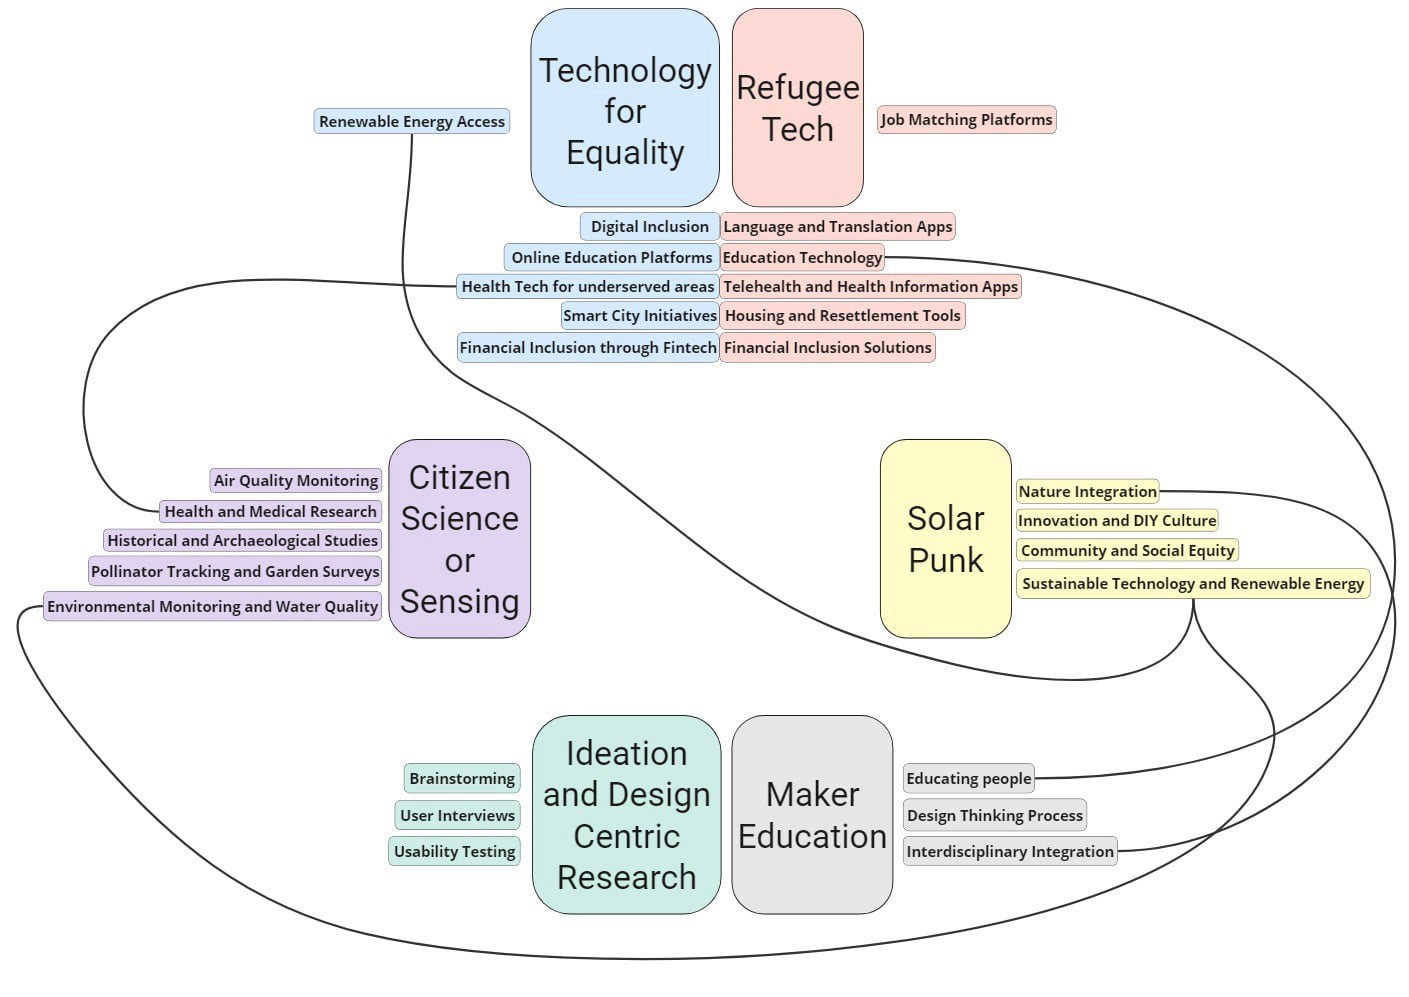 Technology
for
Equality
Refugee
Tech
Renewable Energy Access
Job Matching Platforms
Digital Inclusion
Language and Translation Apps
Online Education Platforms
Education Technology
Health Tech for underserved areas
Telehealth and Health Information Apps
Smart City Initiatives
Housing and Resettlement Tools
Financial Inclusion through Fintech
Financial Inclusion Solutions
Air Quality Monitoring
Health and Medical Research
Historical and Archaeological Studies
Pollinator Tracking and Garden Surveys
Environmental Monitoring and Water Quality
Citizen
Science
or
Sensing
Solar
Punk
Nature Integration
Innovation and DIY Culture
Community and Social Equity
Sustainable Technology and Renewable Energy
Brainstorming
User Interviews
Usability Testing
Ideation
and Design
Centric
Research
Maker
Education
Educating people
Design Thinking Process
Interdisciplinary Integration